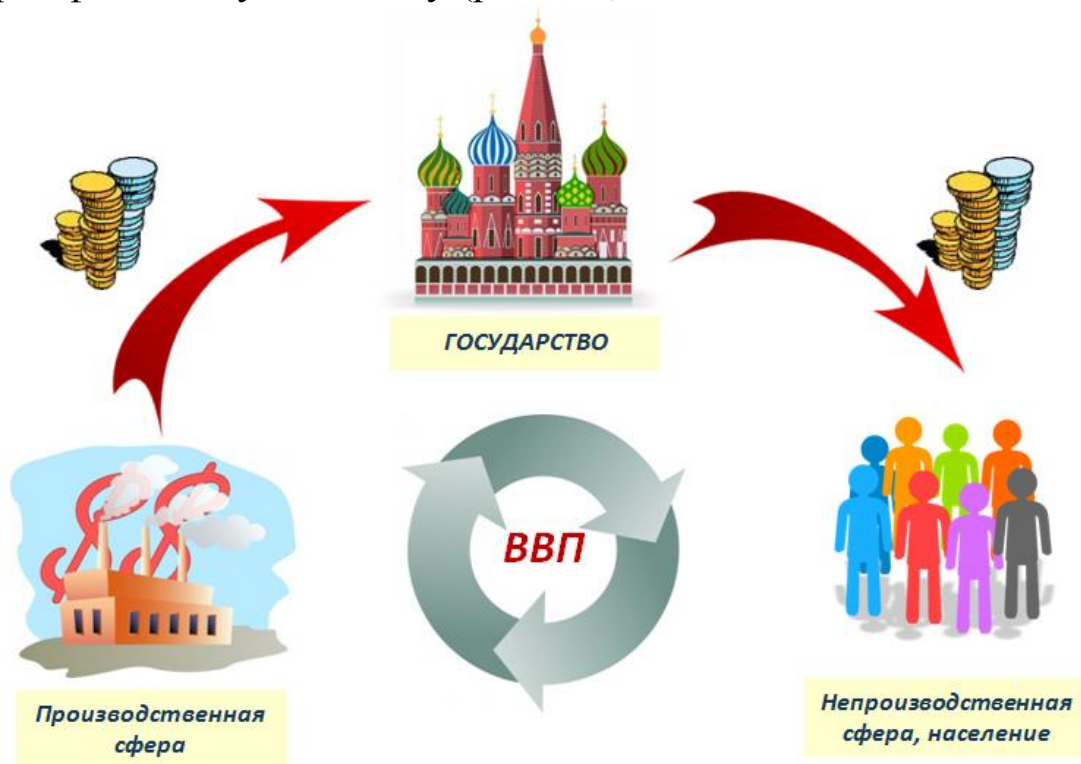 ГОСУДАРСТВО
ВВП
Производственная
сфера
Непроизводственная
сфера, население